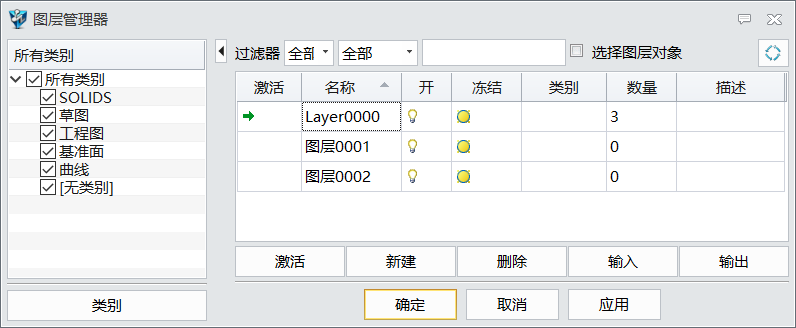 图层管理器
所有类别
所有类别
SOLIDS
草图
工程图
基准面
曲线
[无类别]
类别
过滤器 全部 全部 选择图层对象
激活 名称 开 冻结 类别 数量 描述
Layer0000 3
图层0001 0
图层0002 0
激活 新建 删除 输入 输出
确定 取消 应用